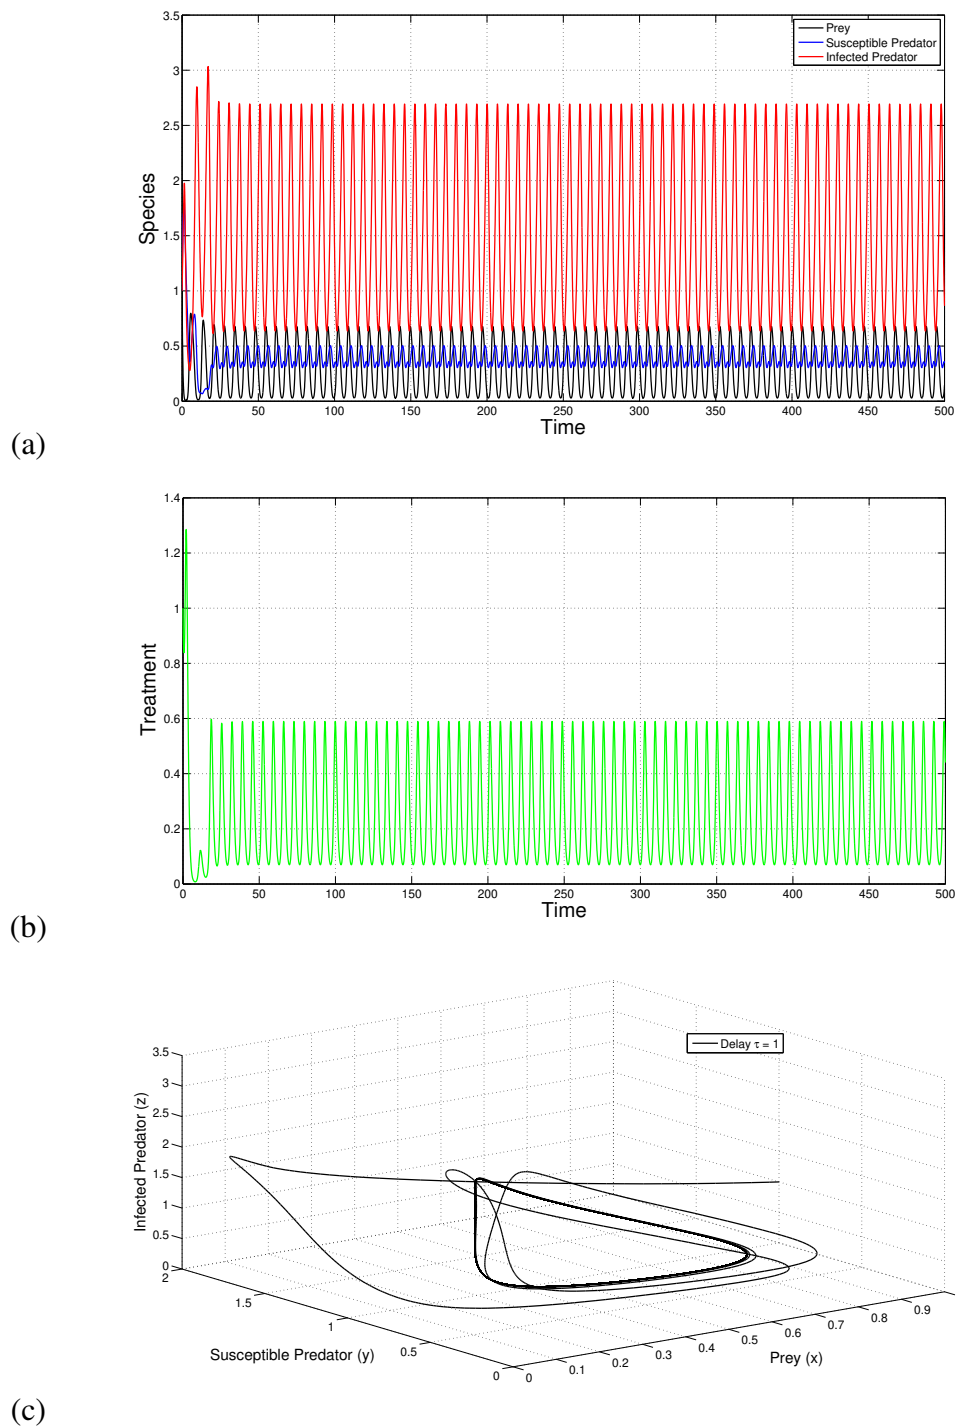 3.5
3
2.5
2
1.5
1
0.5
0
Species
Prey
Susceptible Predator
Infected Predator
0 50 100 150 200 250 300 350 400 450 500
Time
(a)
1.4
1.2
1
0.8
0.6
0.4
0.2
0
Treatment
0 50 100 150 200 250 300 350 400 450 500
Time
(b)
Delay τ = 1
3.5
3
2.5
2
1.5
1
0.5
0
Infected Predator (z)
2
1.5
1
0.5
0
Susceptible Predator (y)
0 0.1 0.2 0.3 0.4 0.5 0.6 0.7 0.8 0.9
Prey (x)
(c)